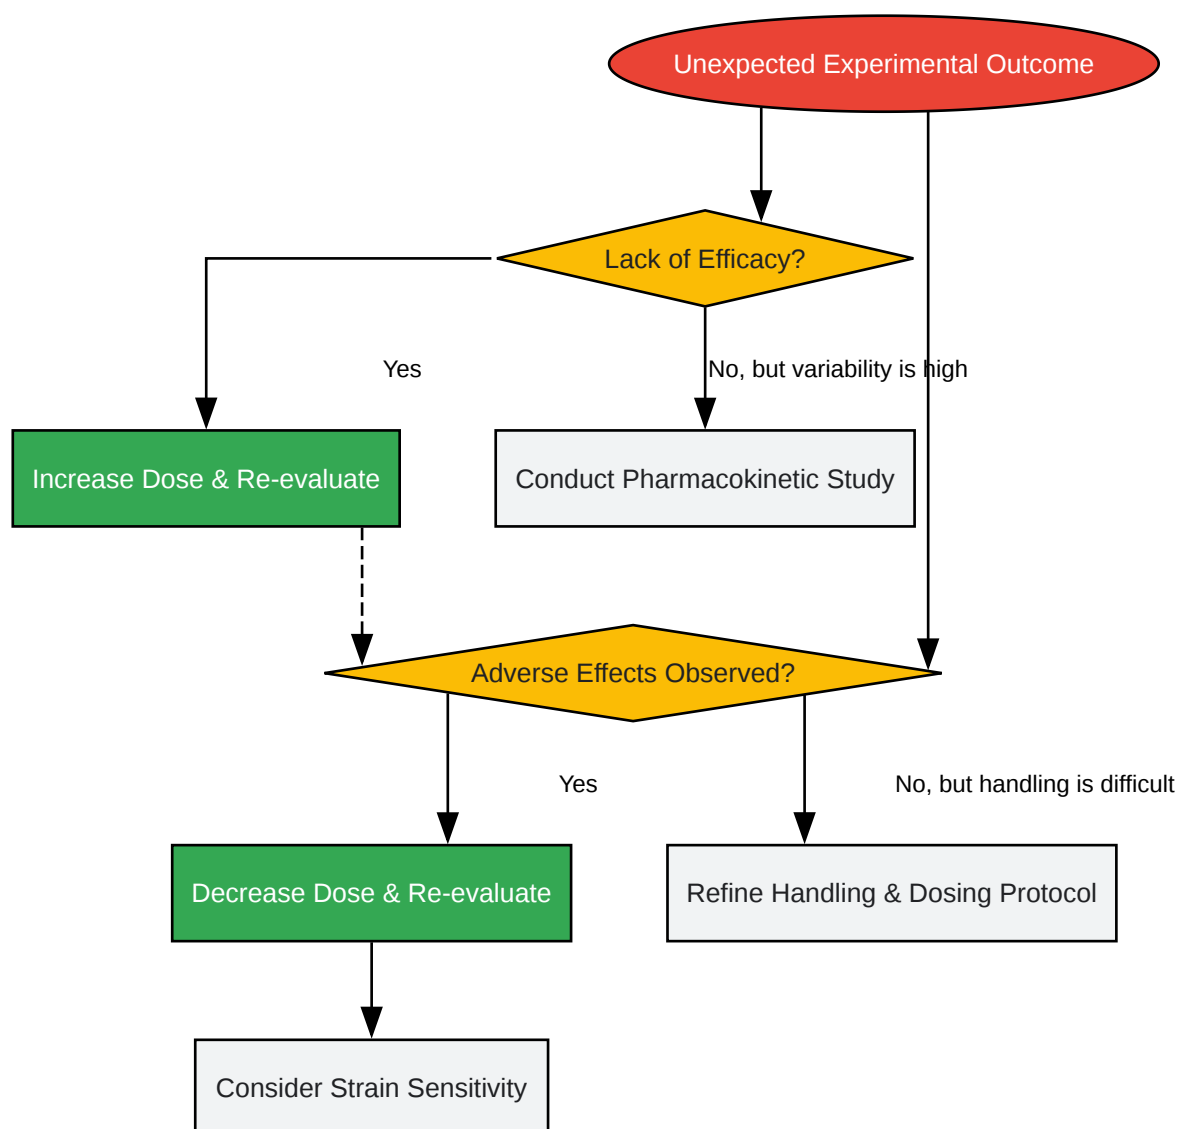 Unexpected Experimental Outcome
Lack of Efficacy?
Yes
No, but variability is high
Increase Dose & Re-evaluate
Conduct Pharmacokinetic Study
Adverse Effects Observed?
Yes
No, but handling is difficult
Decrease Dose & Re-evaluate
Refine Handling & Dosing Protocol
Consider Strain Sensitivity